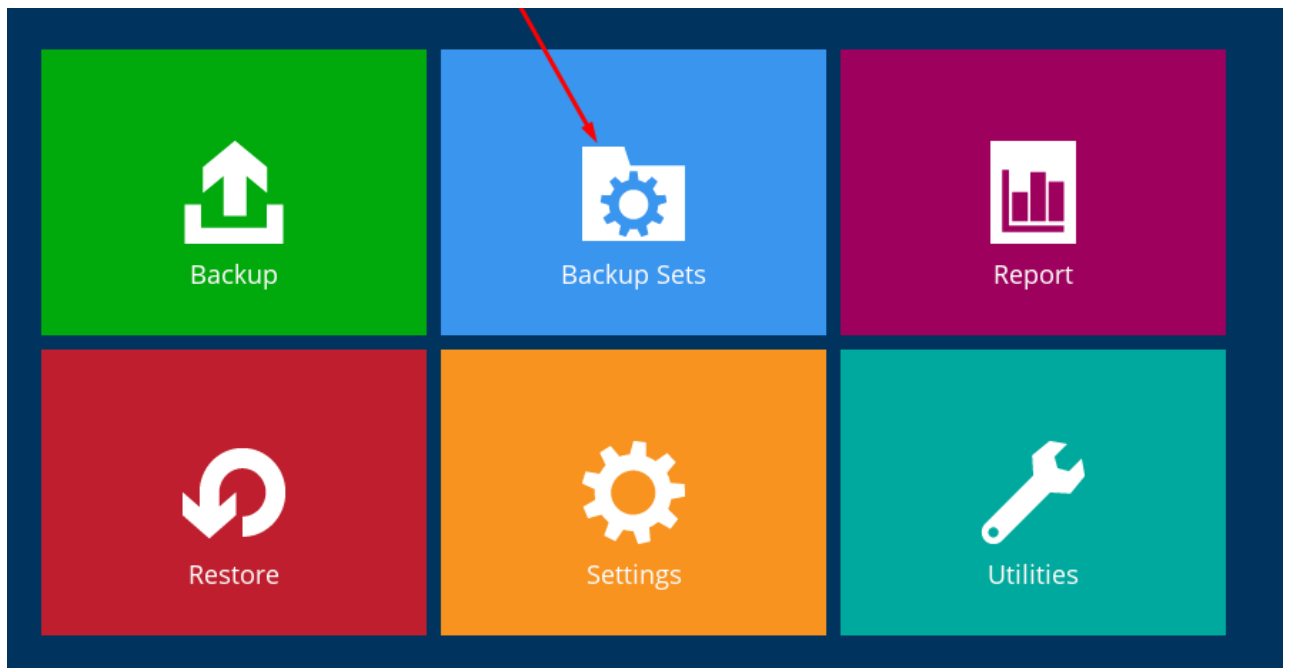 Backup
Backup Sets
Report
Restore
Settings
Utilities